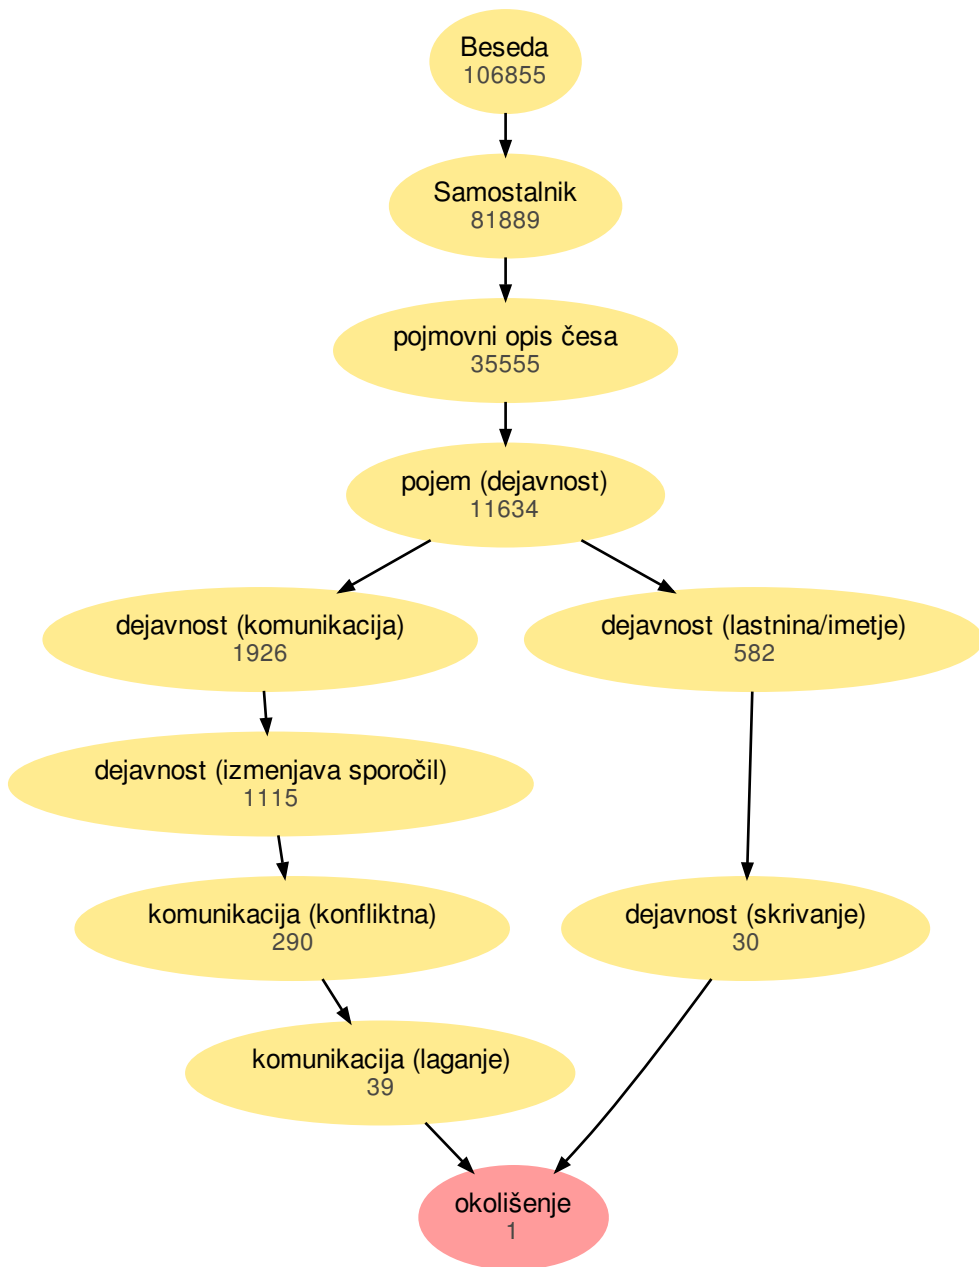 Beseda
106855
Samostalnik
81889
pojmovni opis česa
35555
pojem (dejavnost)
11634
dejavnost (komunikacija)
1926
dejavnost (lastnina/imetje)
582
dejavnost (izmenjava sporočil)
1115
komunikacija (konfliktna)
290
dejavnost (skrivanje)
30
komunikacija (laganje)
39
okolišenje
1